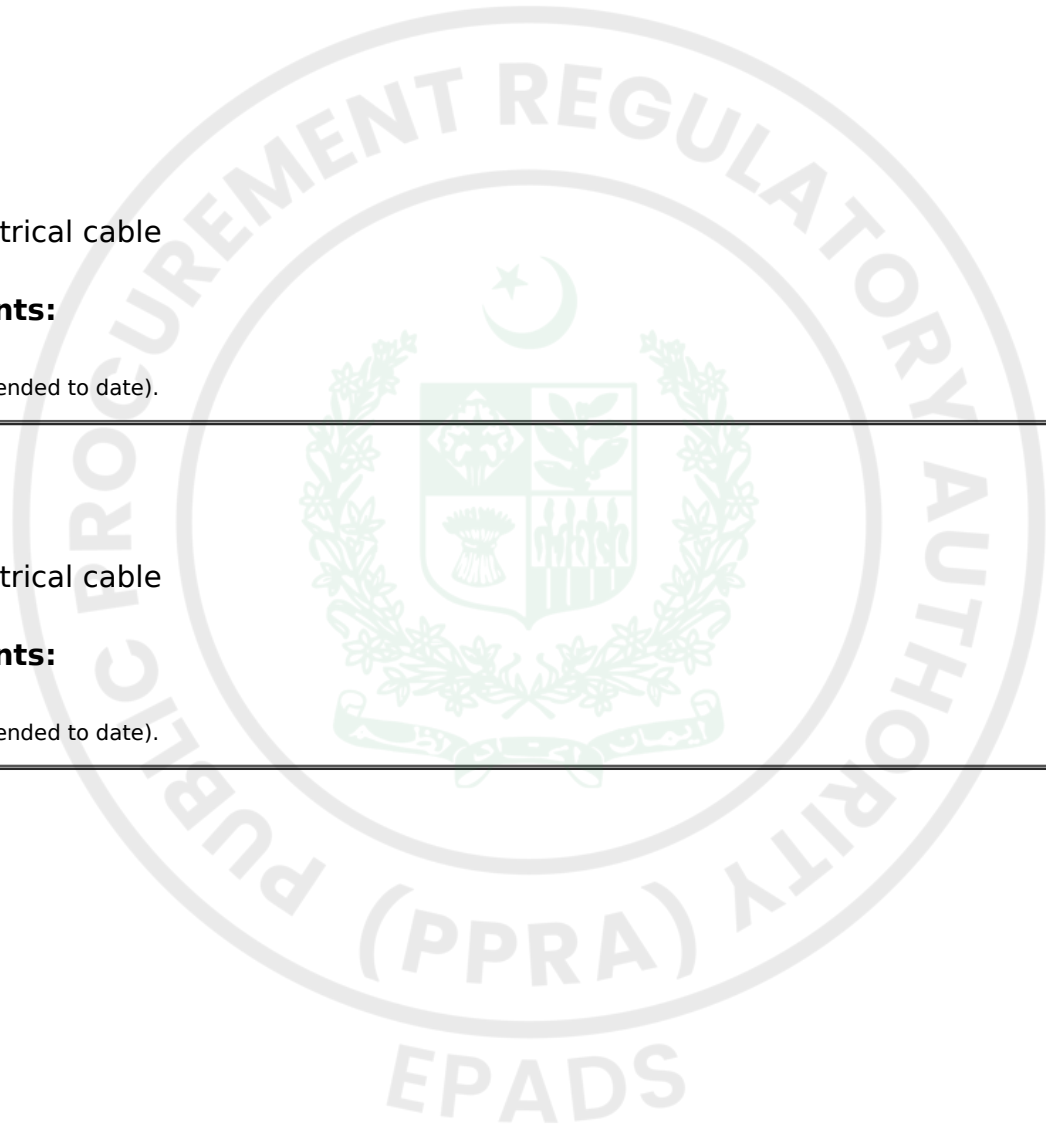 trical cable
nts:
ended to date).
trical cable
nts:
ended to date).
PUBLIC PROCUREMENT REGULATORY AUTHORITY
(PPRA)
EPADS